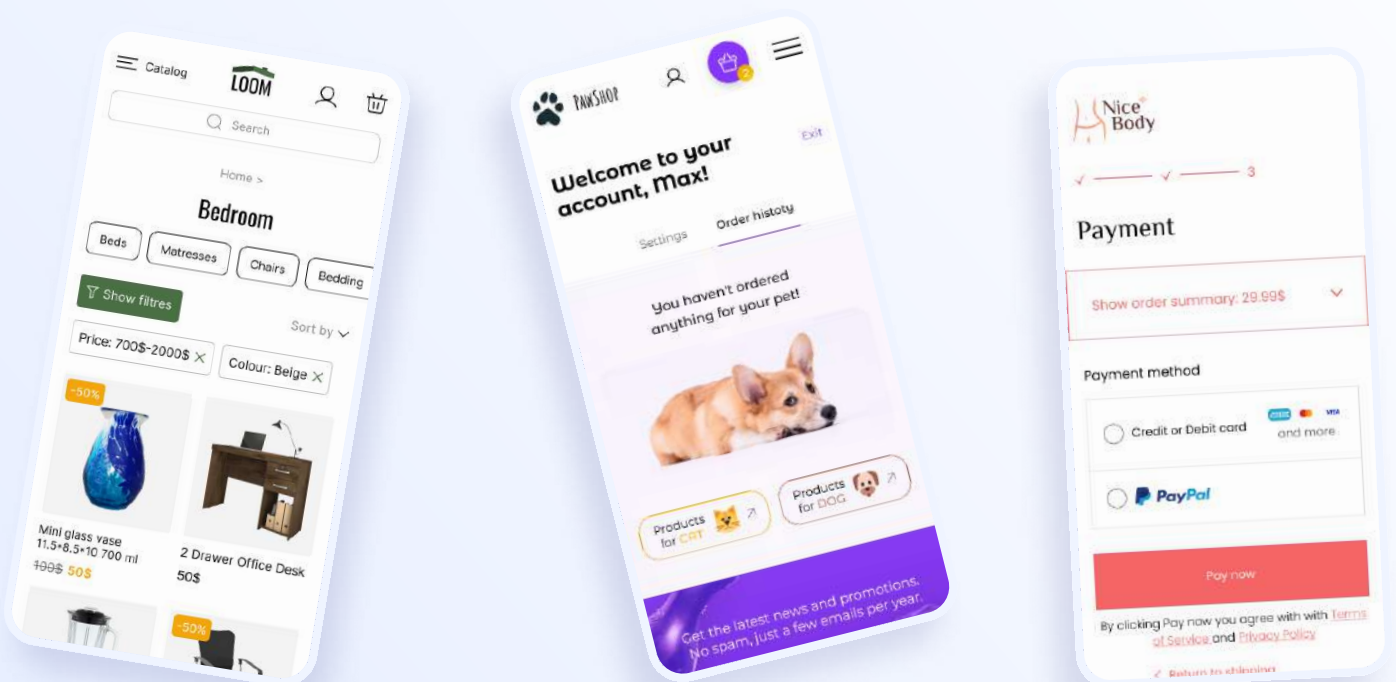 Catalog
LOOM
Search
Home >
Bedroom
Beds
Matresses
Chairs
Bedding
Show filtres
Sort by
Price: 700$-2000$
Colour: Beige
-50%
Mini glass vase
11.5*8.5*10 700 ml
100$ 50$
2 Drawer Office Desk
50$
-50%
PAWSHOP
2
Welcome to your
account, Max!
Exit
Settings
Order histoty
You haven't ordered
anything for your pet!
Products
for CAT
Products
for DOG
Get the latest news and promotions.
No spam, just a few emails per year.
Nice
Body
3
Payment
Show order summary: 29.99$
Payment method
Credit or Debit card
VISA
and more
PayPal
Pay now
By clicking Pay now you agree with with Terms
of Service and Privacy Policy
Return to shipping